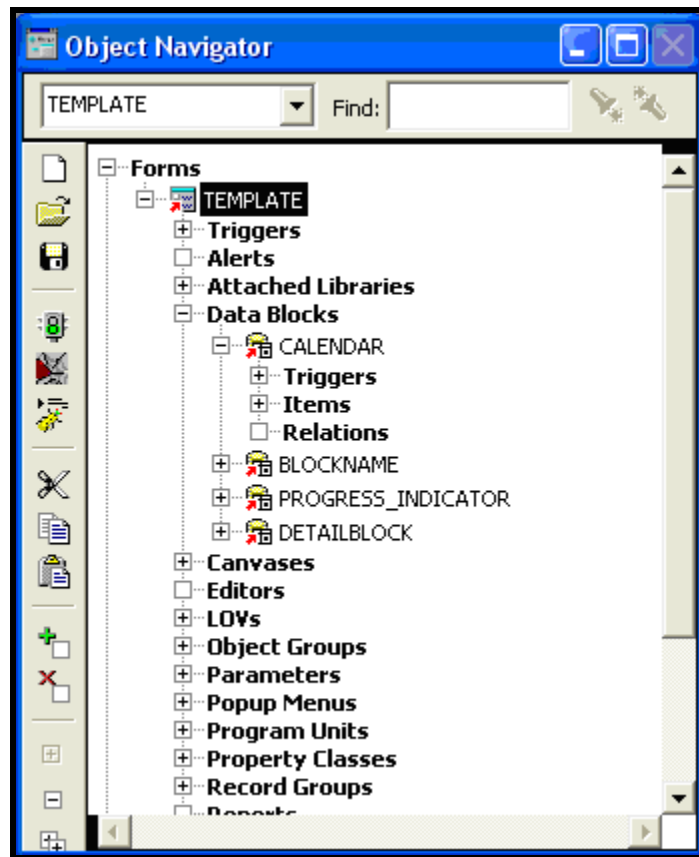 Object Navigator
TEMPLATE Find:
Forms
TEMPLATE
Triggers
Alerts
Attached Libraries
Data Blocks
CALENDAR
Triggers
Items
Relations
BLOCKNAME
PROGRESS_INDICATOR
DETAILBLOCK
Canvases
Editors
LOVs
Object Groups
Parameters
Popup Menus
Program Units
Property Classes
Record Groups
Reports